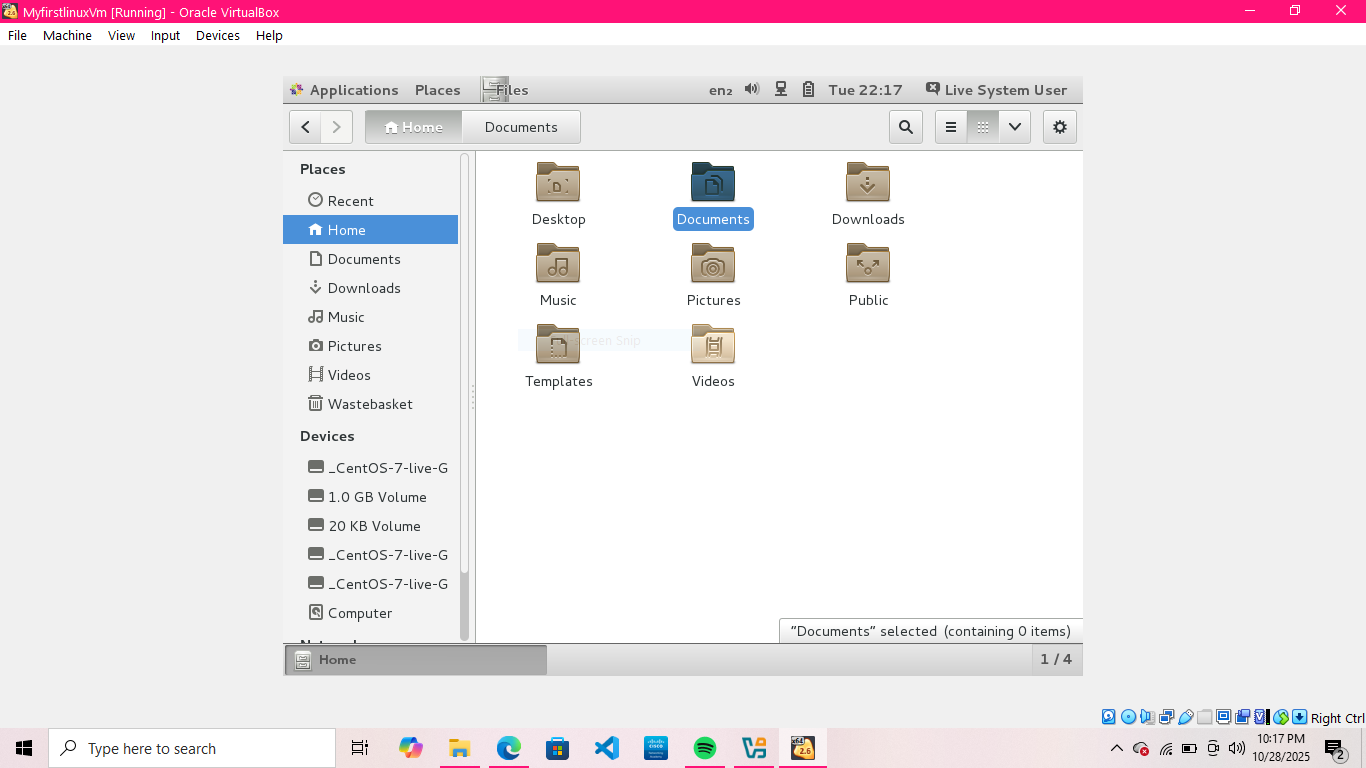 MyfirstlinuxVm [Running] - Oracle VirtualBox
File Machine View Input Devices Help
Applications Places Files en₂ Tue 22:17 Live System User
Home Documents
Places
Recent
Home
Documents
Downloads
Music
Pictures
Videos
Wastebasket
Devices
_CentOS-7-live-G
1.0 GB Volume
20 KB Volume
_CentOS-7-live-G
_CentOS-7-live-G
Computer
Desktop Documents Downloads
Music Pictures Public
screen Snip
Templates Videos
“Documents” selected (containing 0 items)
Home 1 / 4
Right Ctrl
Type here to search
x64
2.6
10:17 PM
10/28/2025
2